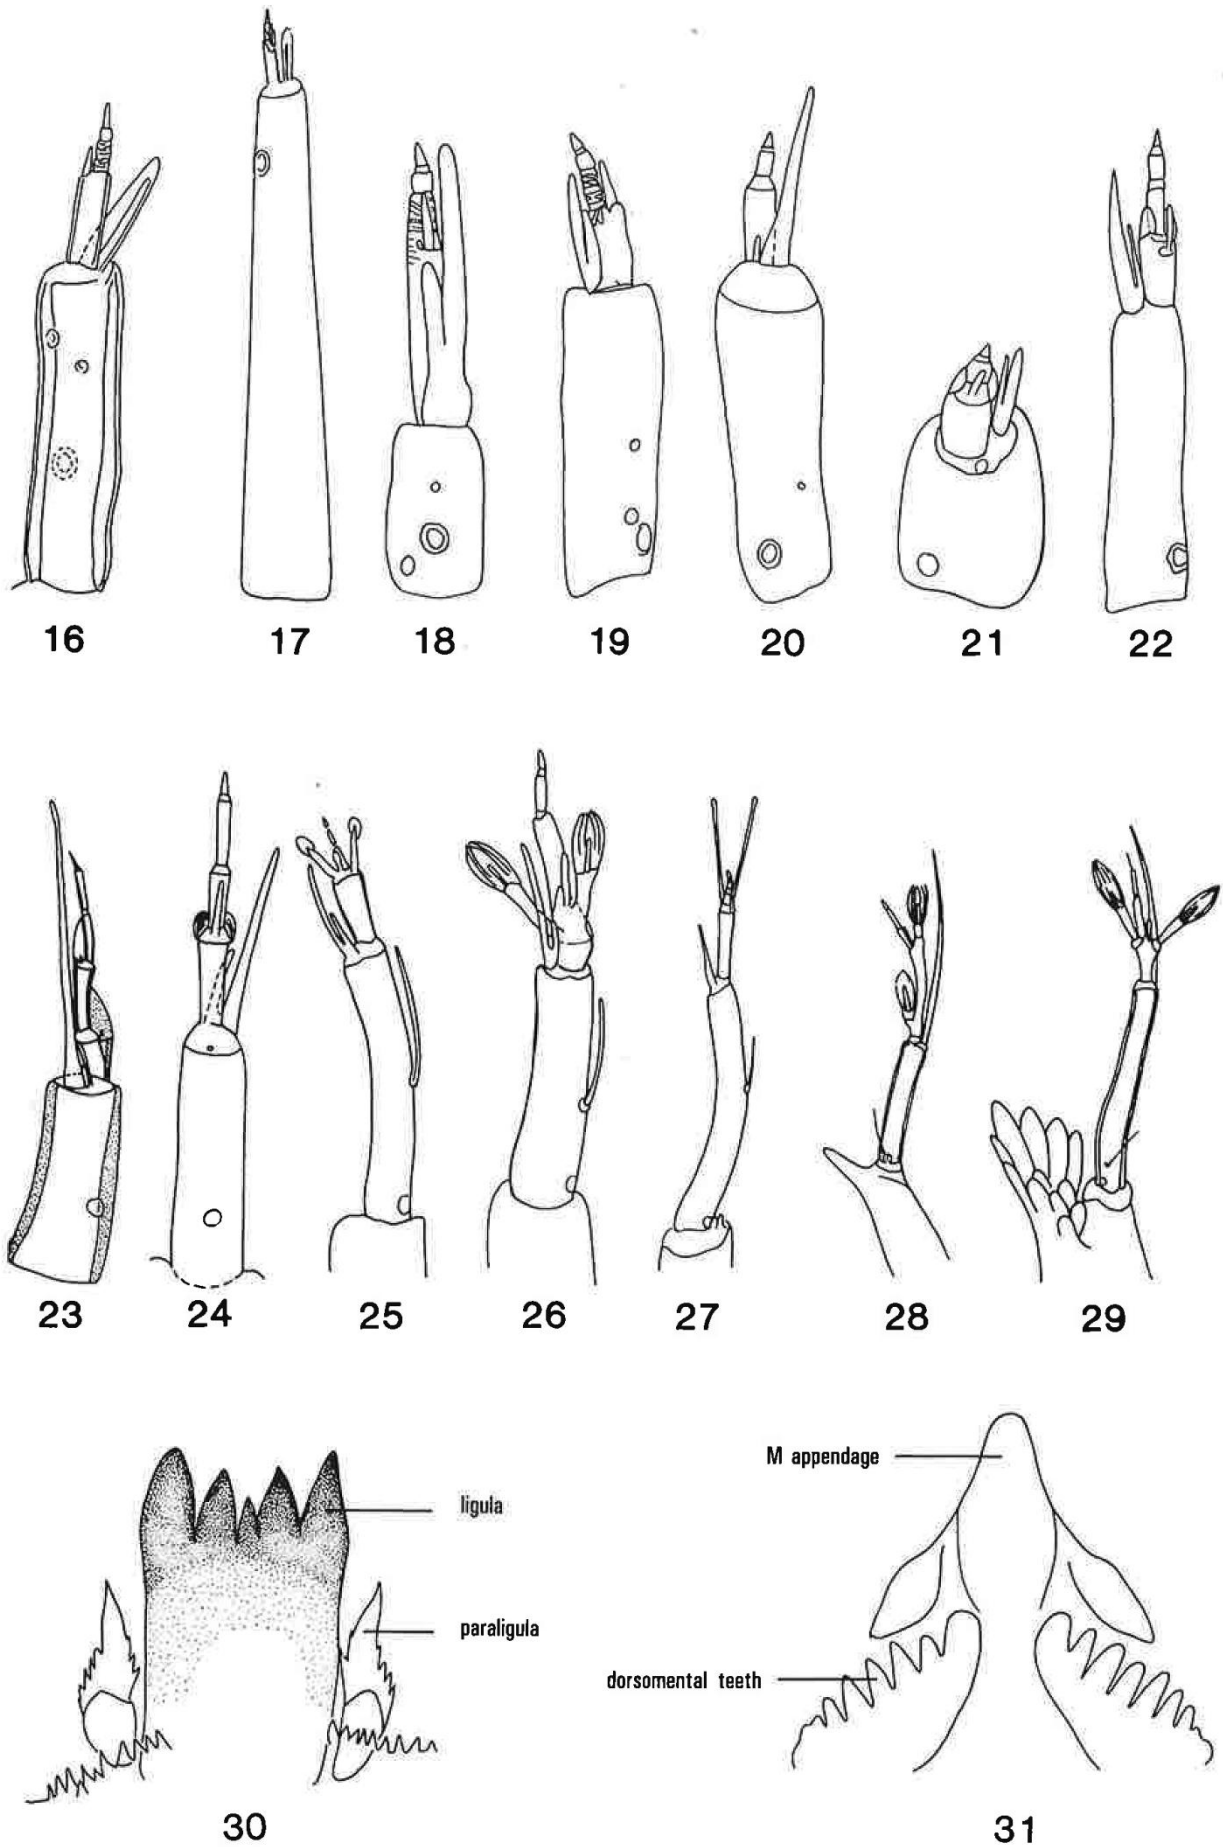 16 17 18 19 20 21 22
23 24 25 26 27 28 29
M appendage
ligula
paraligula
dorsomental teeth
30 31